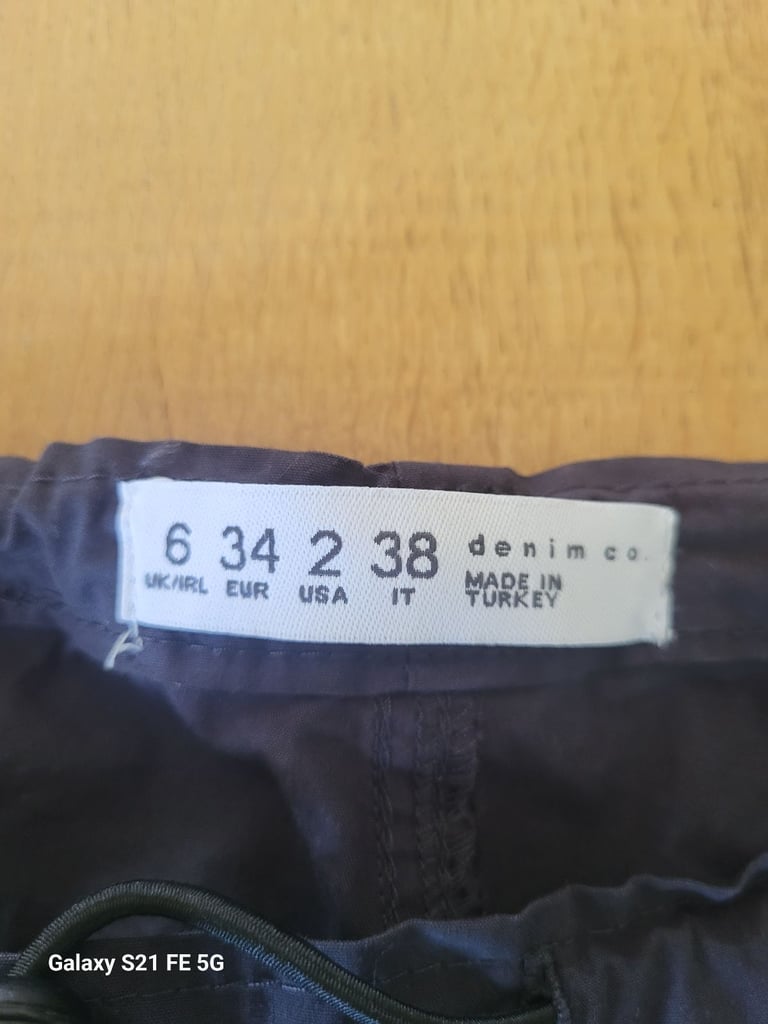 6 34 2 38 denim co.
UK/IRL EUR USA IT MADE IN
TURKEY
Galaxy S21 FE 5G